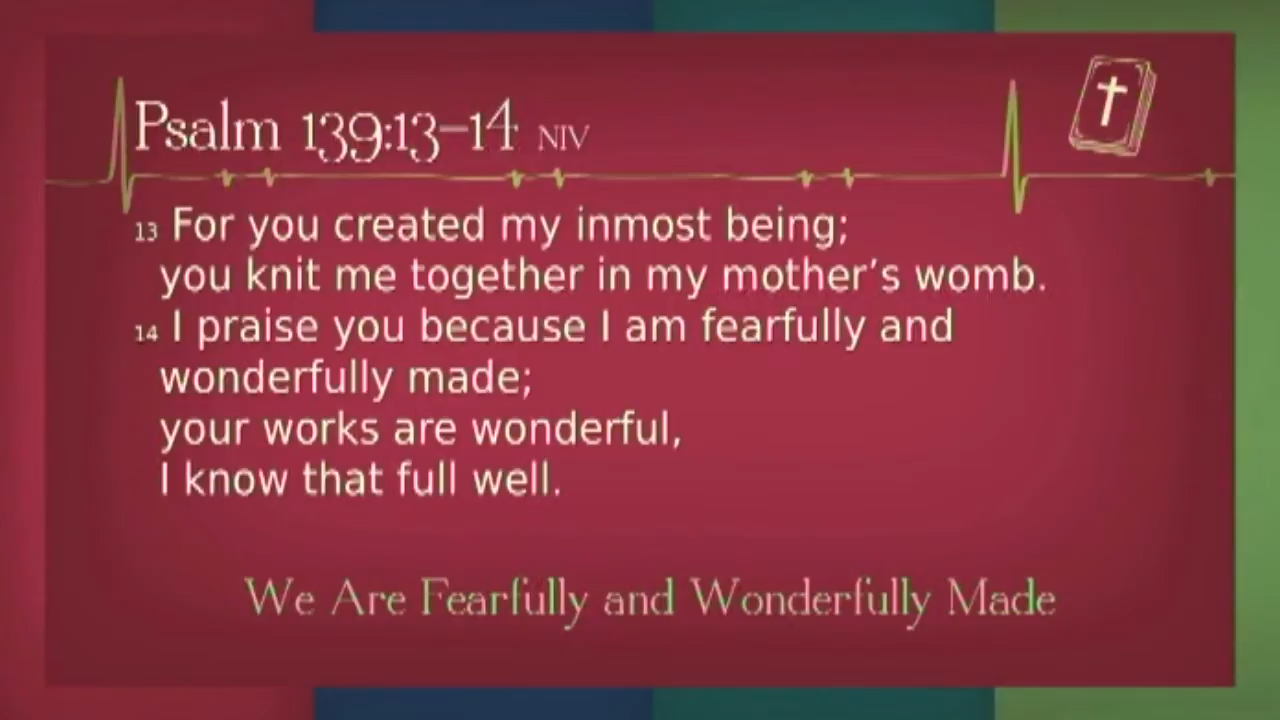 Psalm 139:13–14 NIV
13 For you created my inmost being;
you knit me together in my mother’s womb.
14 I praise you because I am fearfully and
wonderfully made;
your works are wonderful,
I know that full well.
We Are Fearfully and Wonderfully Made